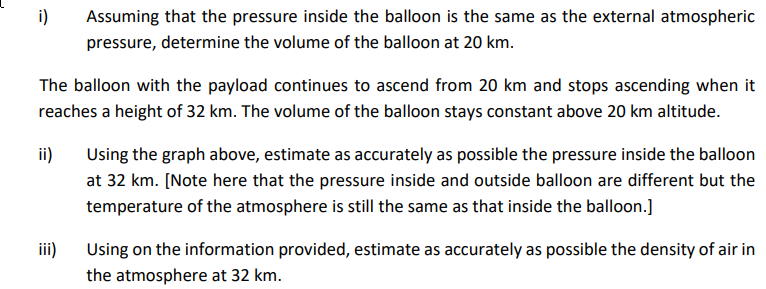 i) Assuming that the pressure inside the balloon is the same as the external atmospheric
pressure, determine the volume of the balloon at 20 km.
The balloon with the payload continues to ascend from 20 km and stops ascending when it
reaches a height of 32 km. The volume of the balloon stays constant above 20 km altitude.
ii) Using the graph above, estimate as accurately as possible the pressure inside the balloon
at 32 km. [Note here that the pressure inside and outside balloon are different but the
temperature of the atmosphere is still the same as that inside the balloon.]
iii) Using on the information provided, estimate as accurately as possible the density of air in
the atmosphere at 32 km.